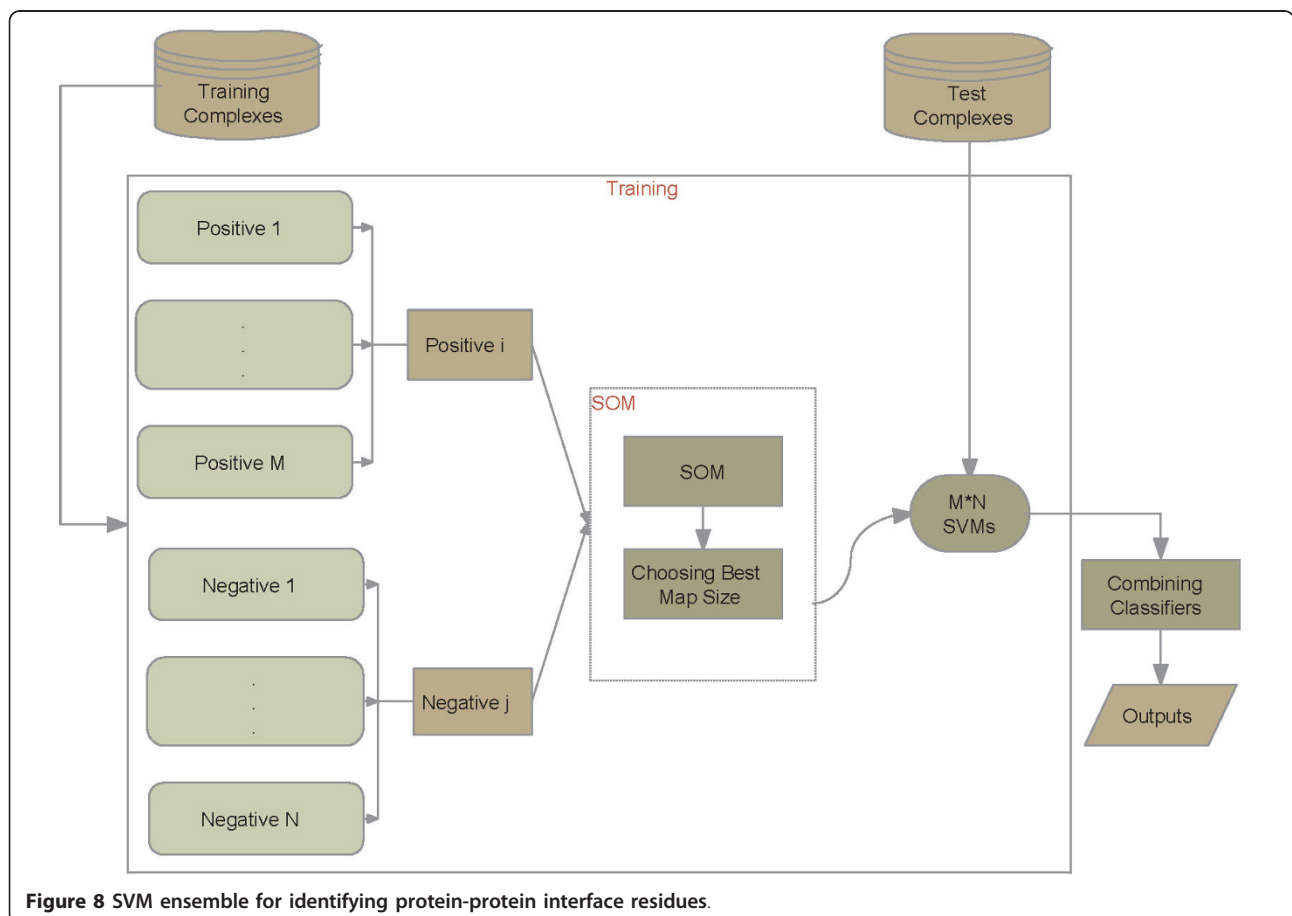 Training
Complexes
Test
Complexes
Training
Positive 1
.
.
.
Positive i
Positive M
SOM
SOM
Choosing Best
Map Size
M*N
SVMs
Negative 1
Combining
Classifiers
.
.
.
Negative j
Outputs
Negative N
Figure 8 SVM ensemble for identifying protein-protein interface residues.